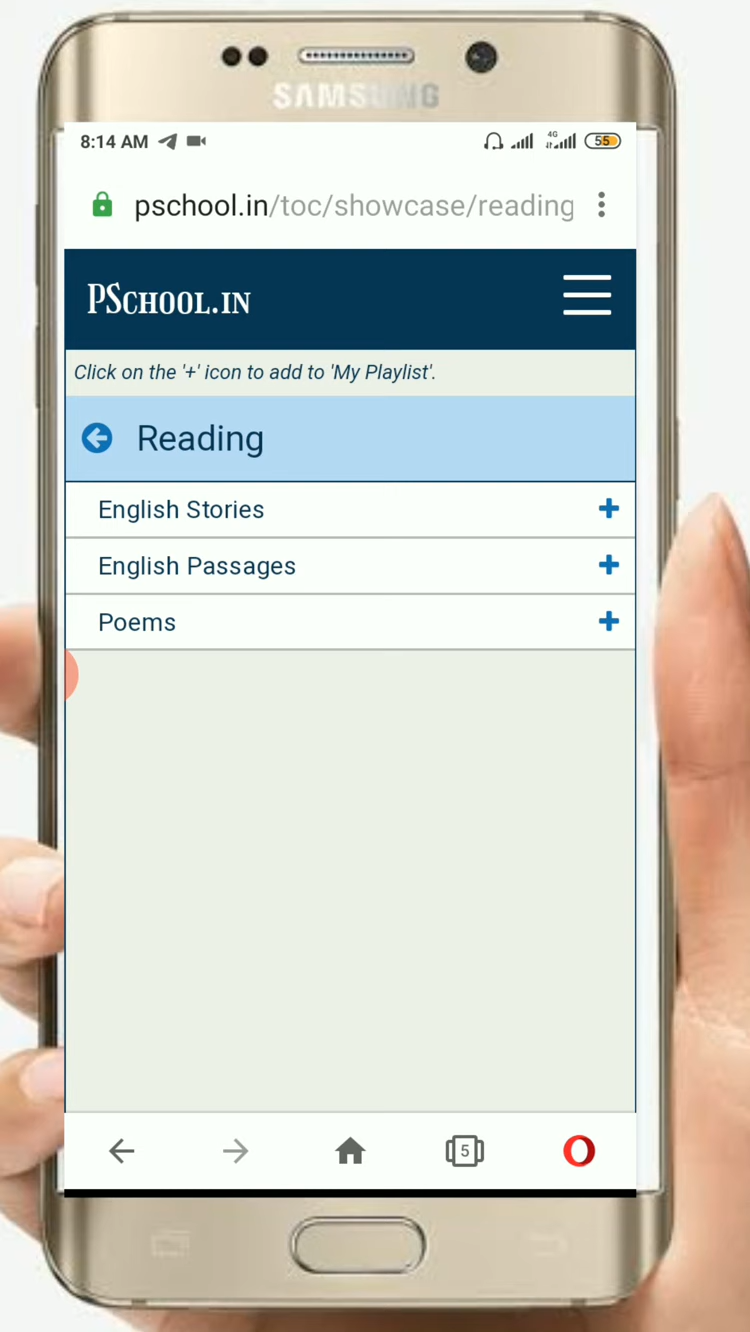 SAMSUNG
8:14 AM
4G
55
pschool.in/toc/showcase/reading
PSCHOOL.IN
Click on the '+' icon to add to 'My Playlist'.
Reading
English Stories +
English Passages +
Poems +
5